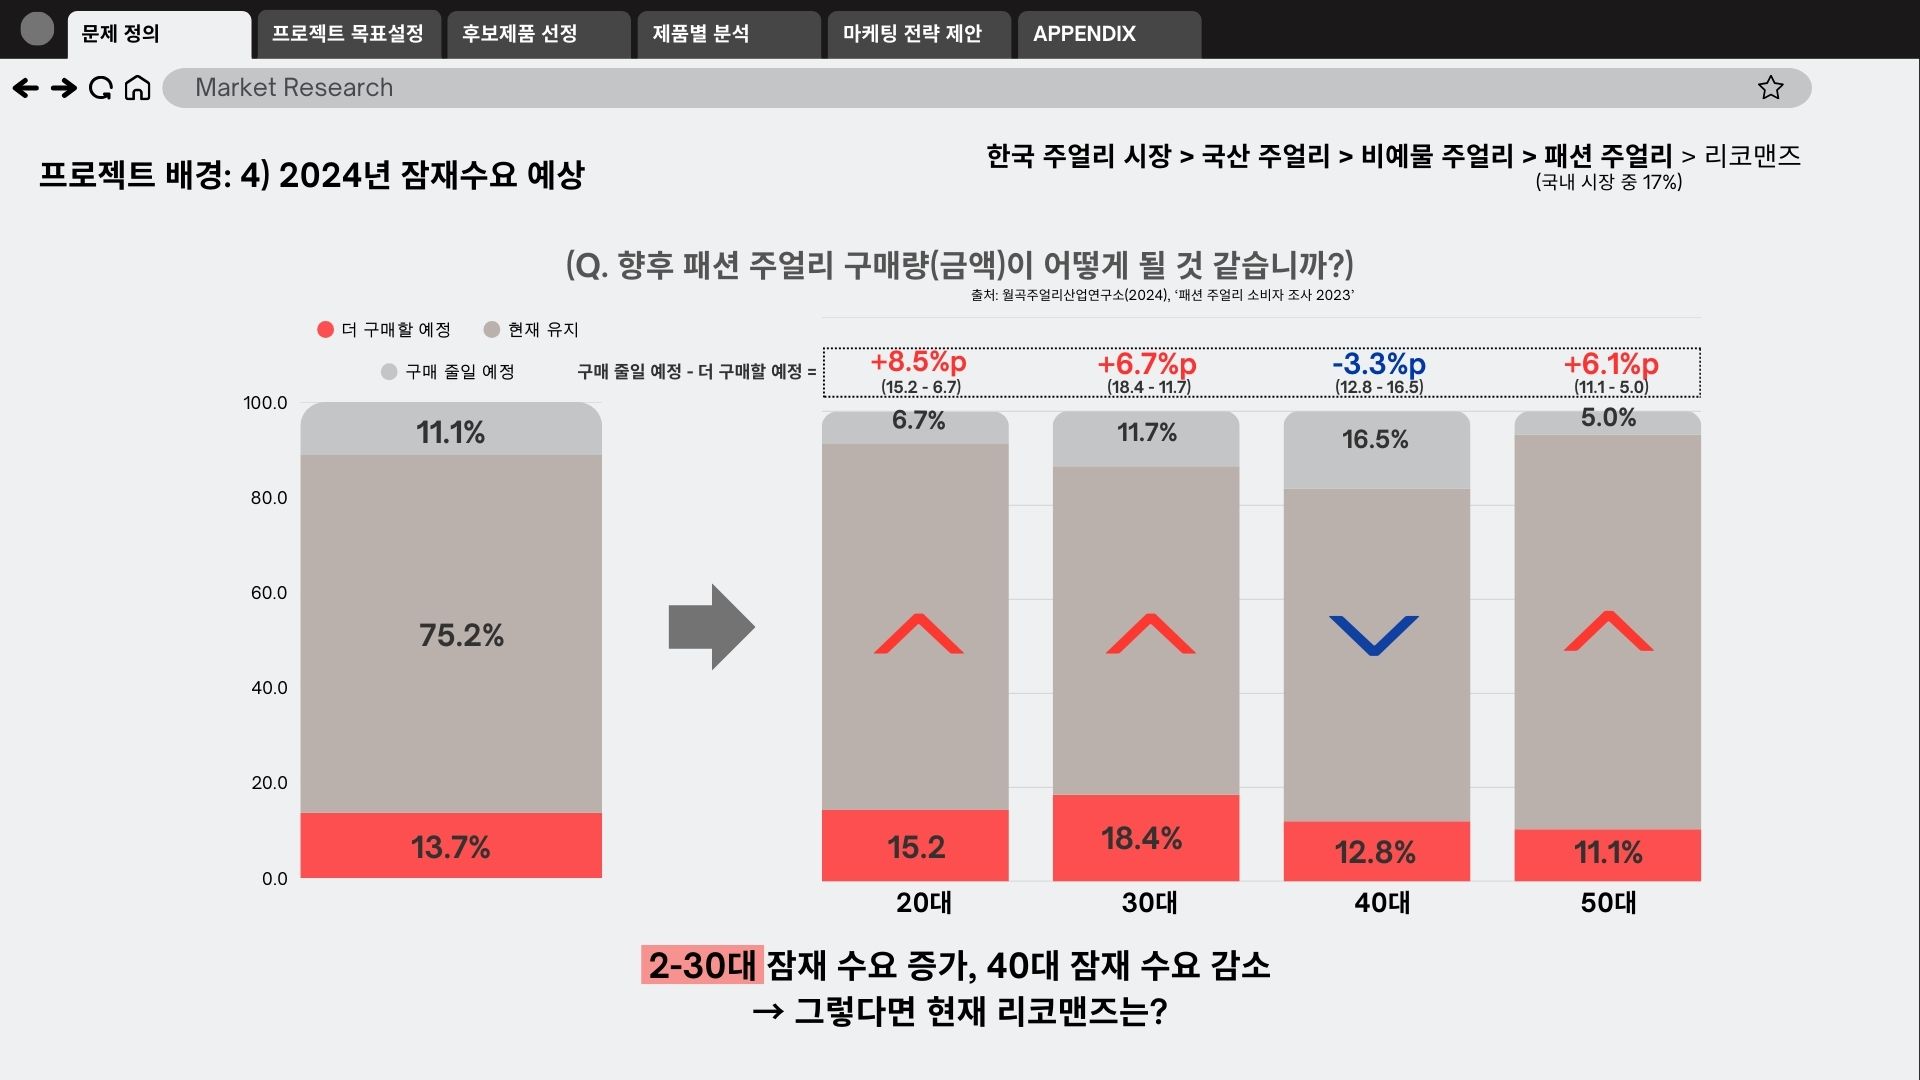 문제 정의
프로젝트 목표설정
후보제품 선정
제품별 분석
마케팅 전략 제안
APPENDIX
Market Research
프로젝트 배경: 4) 2024년 잠재수요 예상
한국 주얼리 시장 > 국산 주얼리 > 비예물 주얼리 > 패션 주얼리 > 리코맨즈
(국내 시장 중 17%)
(Q. 향후 패션 주얼리 구매량(금액)이 어떻게 될 것 같습니까?)
출처: 월곡주얼리산업연구소(2024), ‘패션 주얼리 소비자 조사 2023’
더 구매할 예정
현재 유지
구매 줄일 예정
구매 줄일 예정 - 더 구매할 예정 =
+8.5%p
(15.2 - 6.7)
+6.7%p
(18.4 - 11.7)
-3.3%p
(12.8 - 16.5)
+6.1%p
(11.1 - 5.0)
100.0
80.0
60.0
40.0
20.0
0.0
11.1%
75.2%
13.7%
6.7%
11.7%
16.5%
5.0%
15.2
18.4%
12.8%
11.1%
20대
30대
40대
50대
2-30대 잠재 수요 증가, 40대 잠재 수요 감소
→ 그렇다면 현재 리코맨즈는?